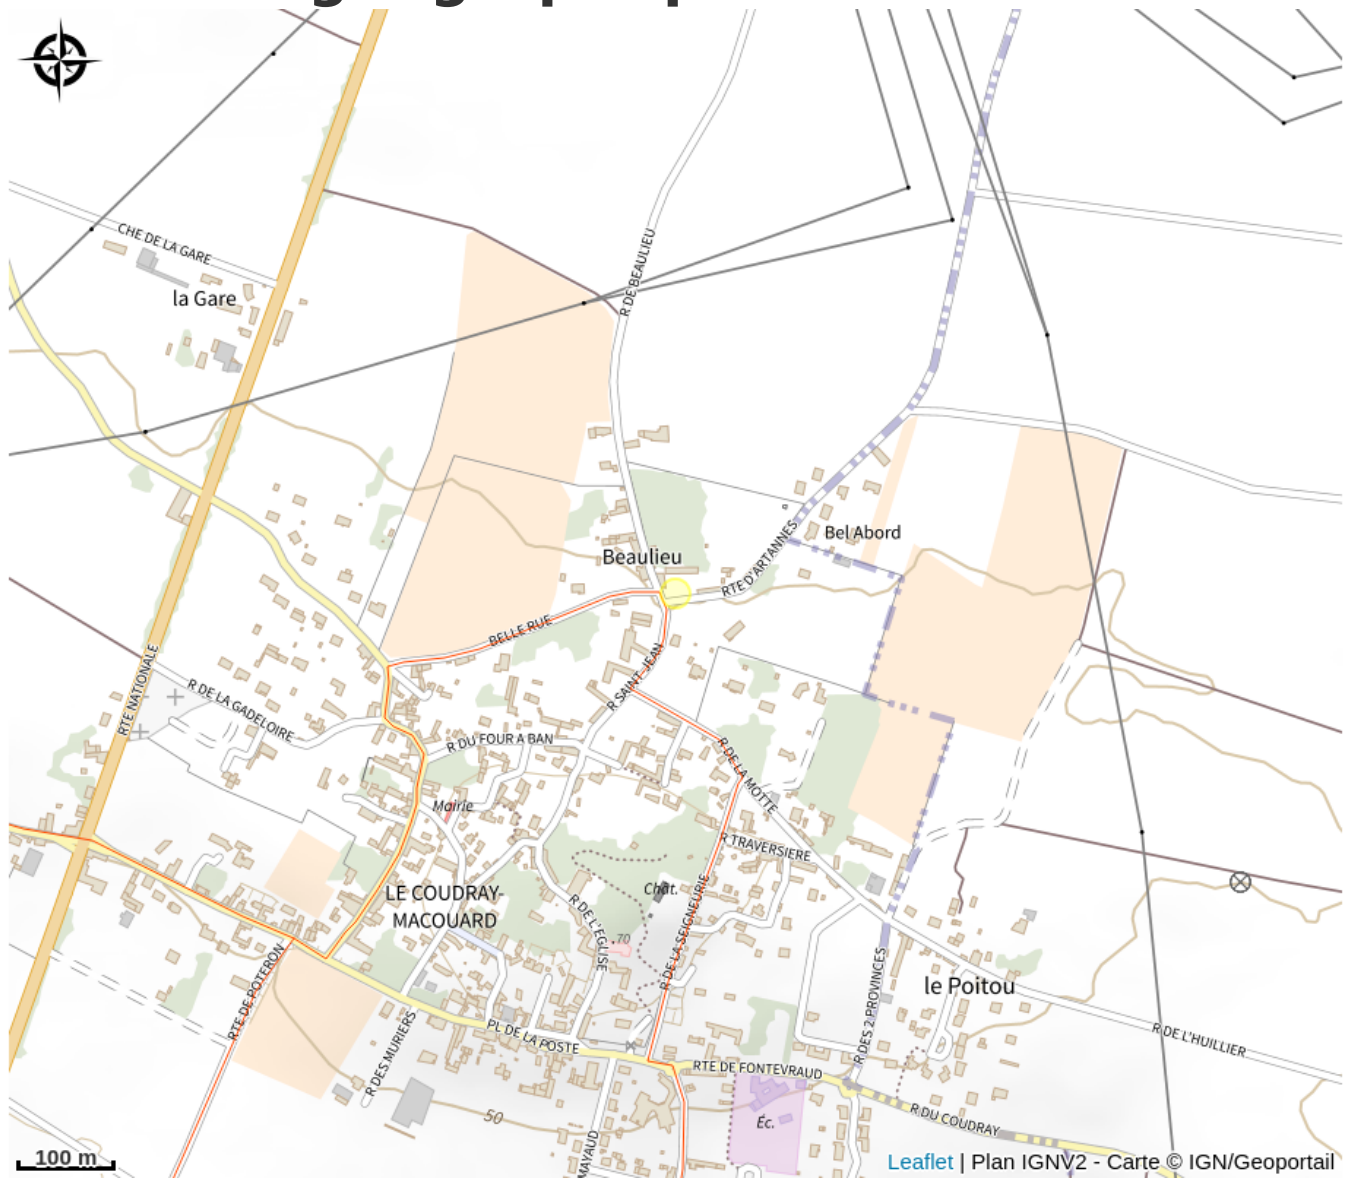 CHE DE LA GARE
la Gare
R DE BEAULIEU
Beaulieu
Bel Abord
RTE D'ARTANNES
BELLE RUE
R SAINT-JEAN
RTE NATIONALE
R DE LA GADELOIRE
R DU FOUR A BAN
R DE LA MOTTE
Mairie
R TRAVERSIERE
LE COUDRAY-
MACOUARD
Chât.
R DE L'EGLISE
70
R DE LA SEIGNEURIE
RTE DE POTERON
le Poitou
R DES 2 PROVINCES
R DE L'HUILLIER
R DES MURIERS
PL DE LA POSTE
RTE DE FONTEVRAUD
R DU COUDRAY
Éc.
50
MAYAUD
100 m
Leaflet | Plan IGNV2 - Carte © IGN/Geoportail